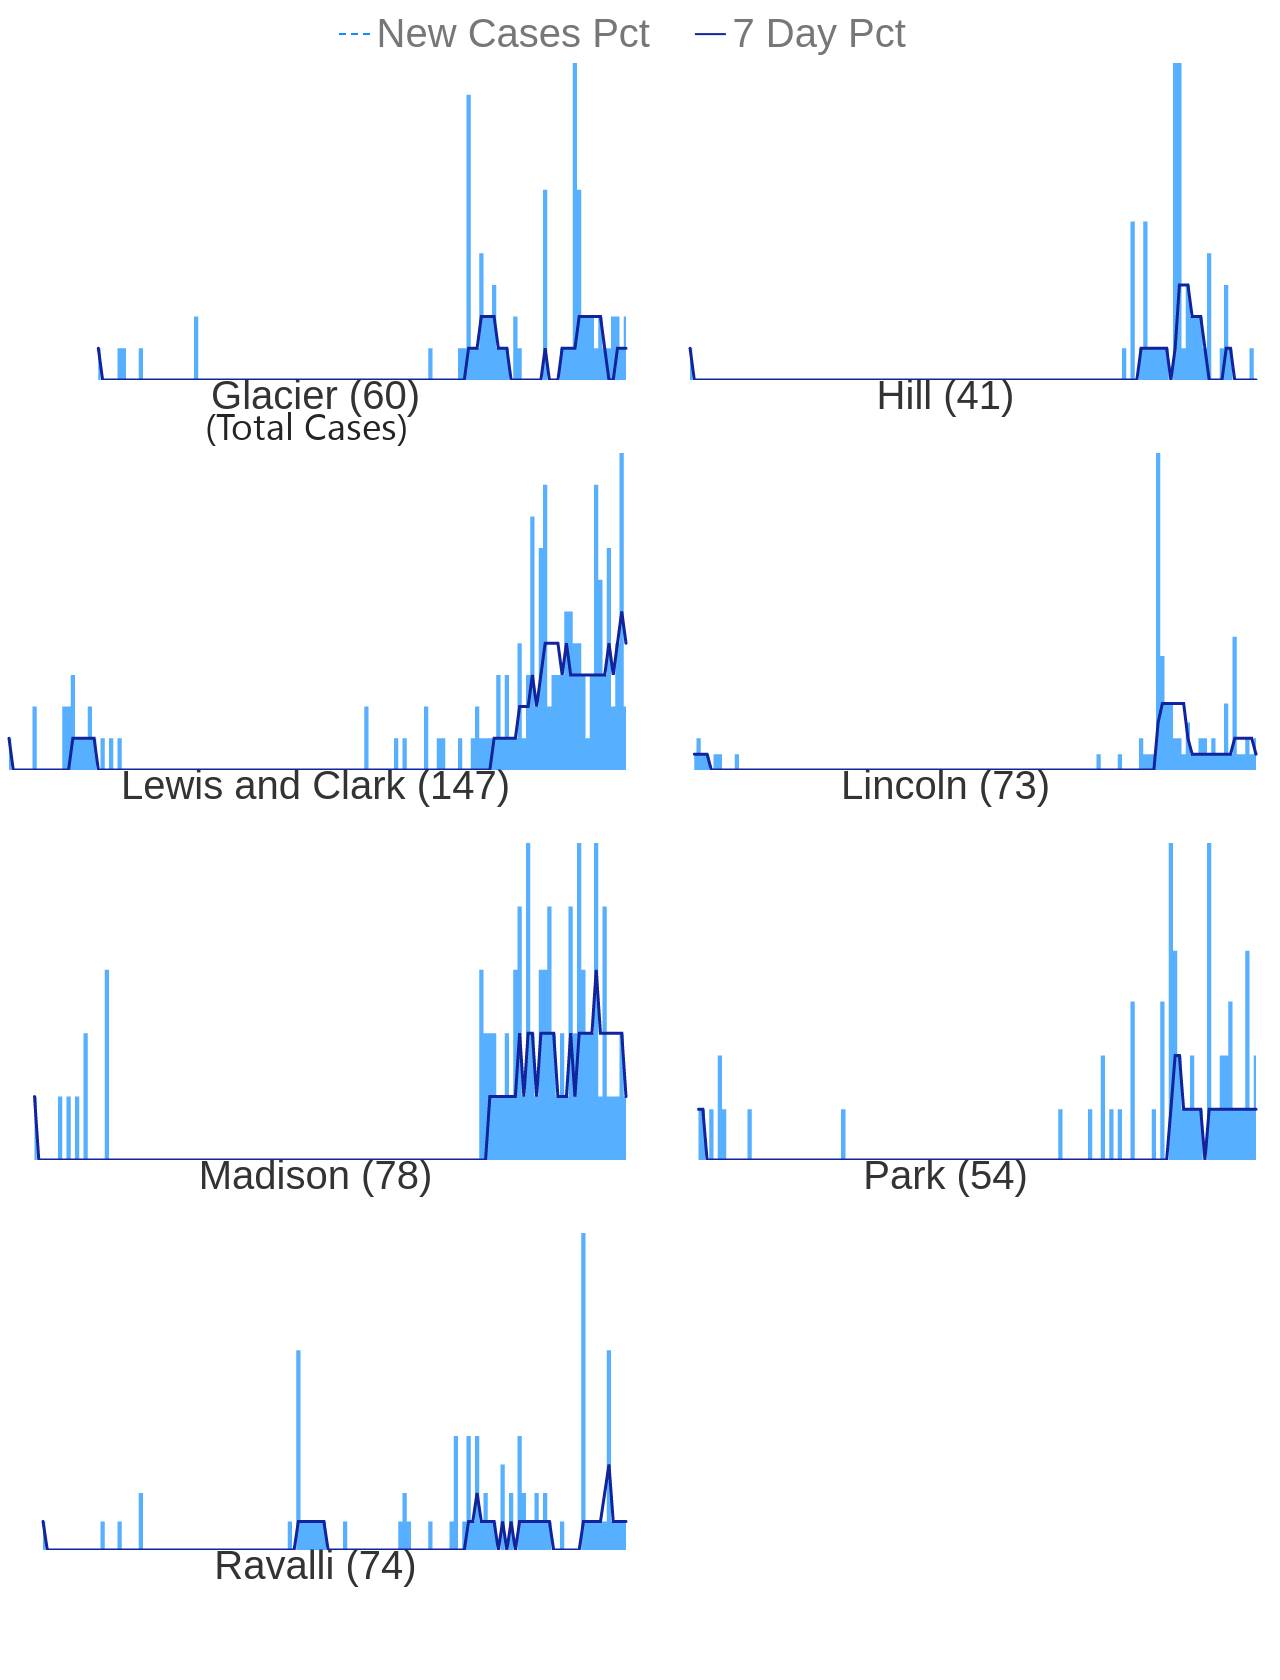 New Cases Pct 7 Day Pct
Glacier (60) Hill (41)
(Total Cases)
Lewis and Clark (147) Lincoln (73)
Madison (78) Park (54)
Ravalli (74)